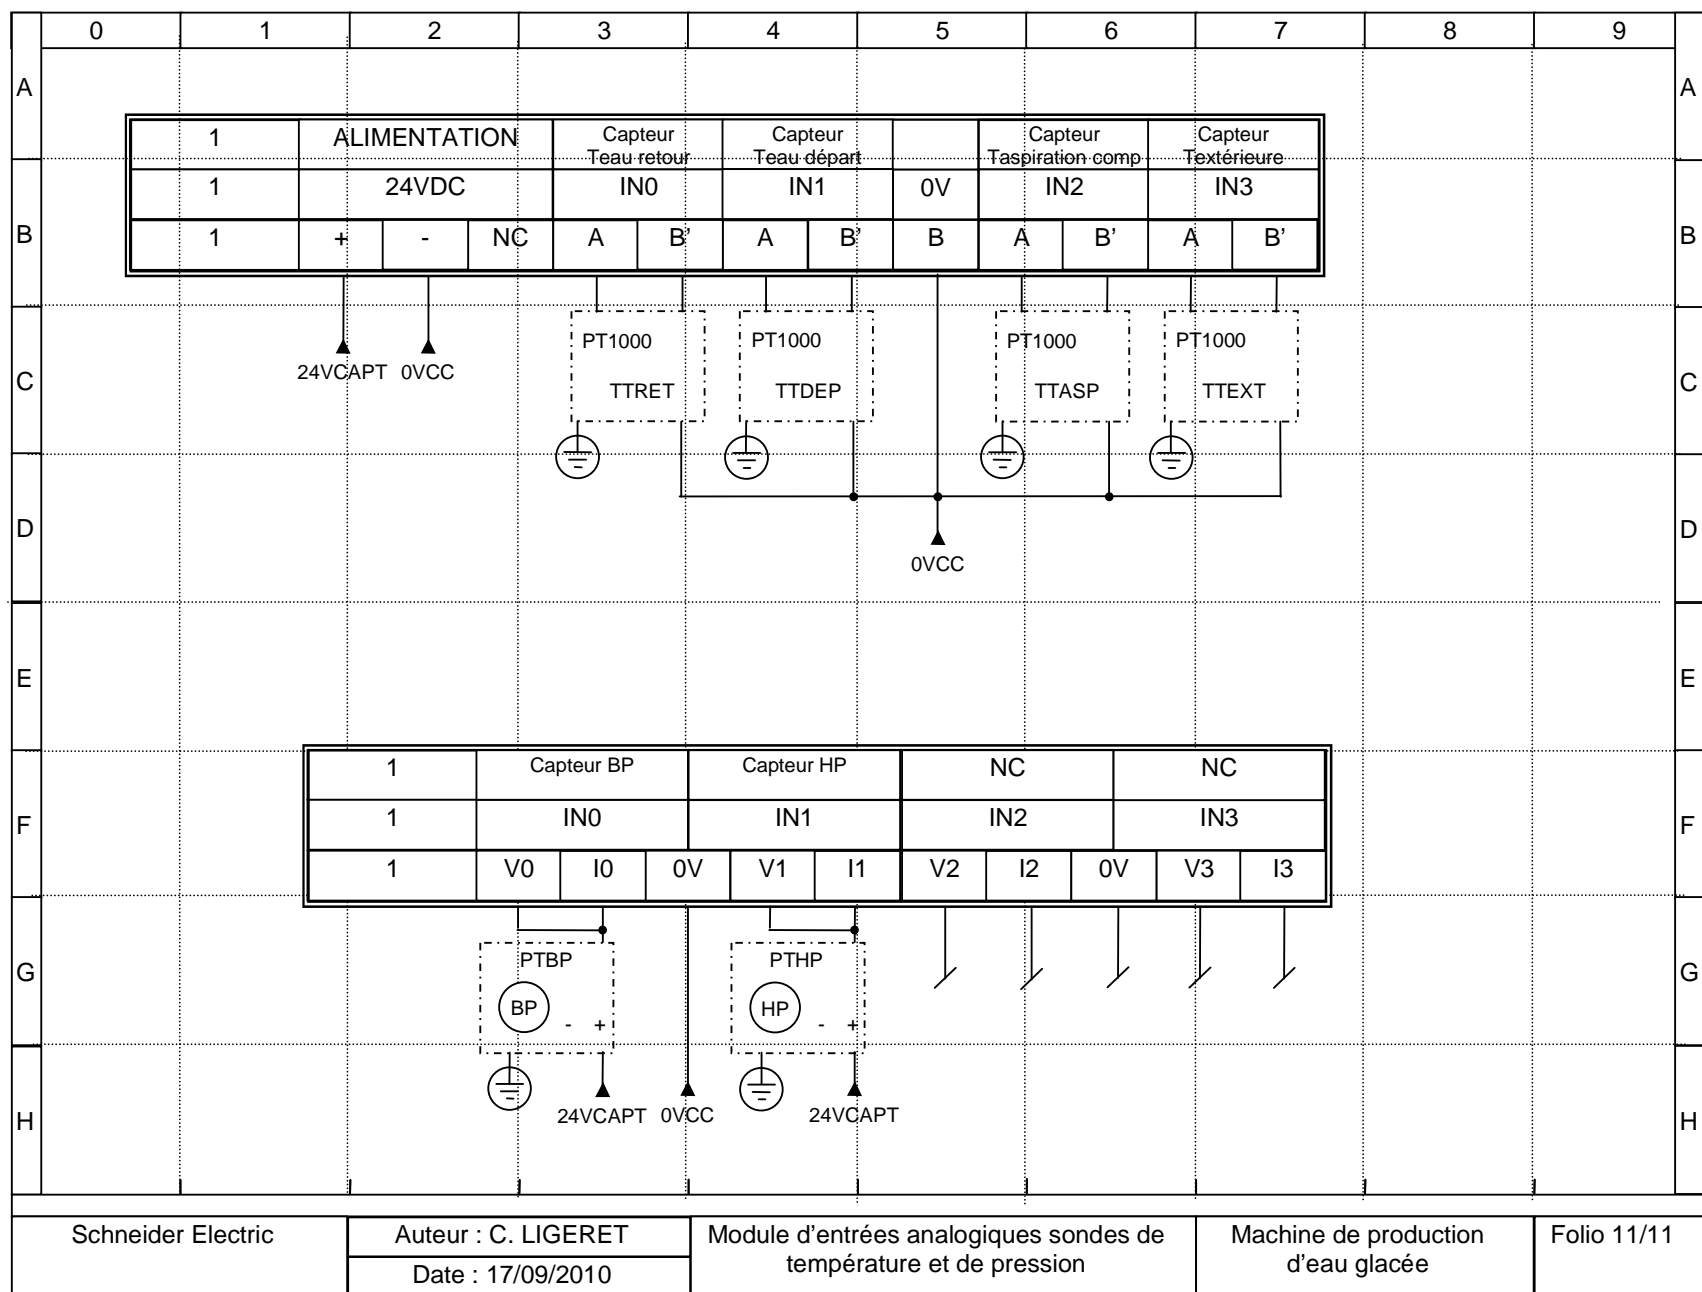 0 1 2 3 4 5 6 7 8 9
A A
1 ALIMENTATION Capteur Capteur Capteur Capteur
Teau retour Teau départ Taspiration comp Textérieure
1 24VDC IN0 IN1 0V IN2 IN3
B 1 + - NC A B' A B' B A B' A B' B
PT1000 PT1000 PT1000 PT1000
24VCAPT 0VCC
C TTRET TTDEP TTASP TTEXT C
D D
0VCC
E E
1 Capteur BP Capteur HP NC NC
F 1 IN0 IN1 IN2 IN3 F
1 V0 I0 0V V1 I1 V2 I2 0V V3 I3
PTBP PTHP
G G
BP - + HP - +
24VCAPT 0VCC 24VCAPT
H H
Schneider Electric Auteur : C. LIGERET Module d'entrées analogiques sondes de Machine de production Folio 11/11
température et de pression d'eau glacée
Date : 17/09/2010